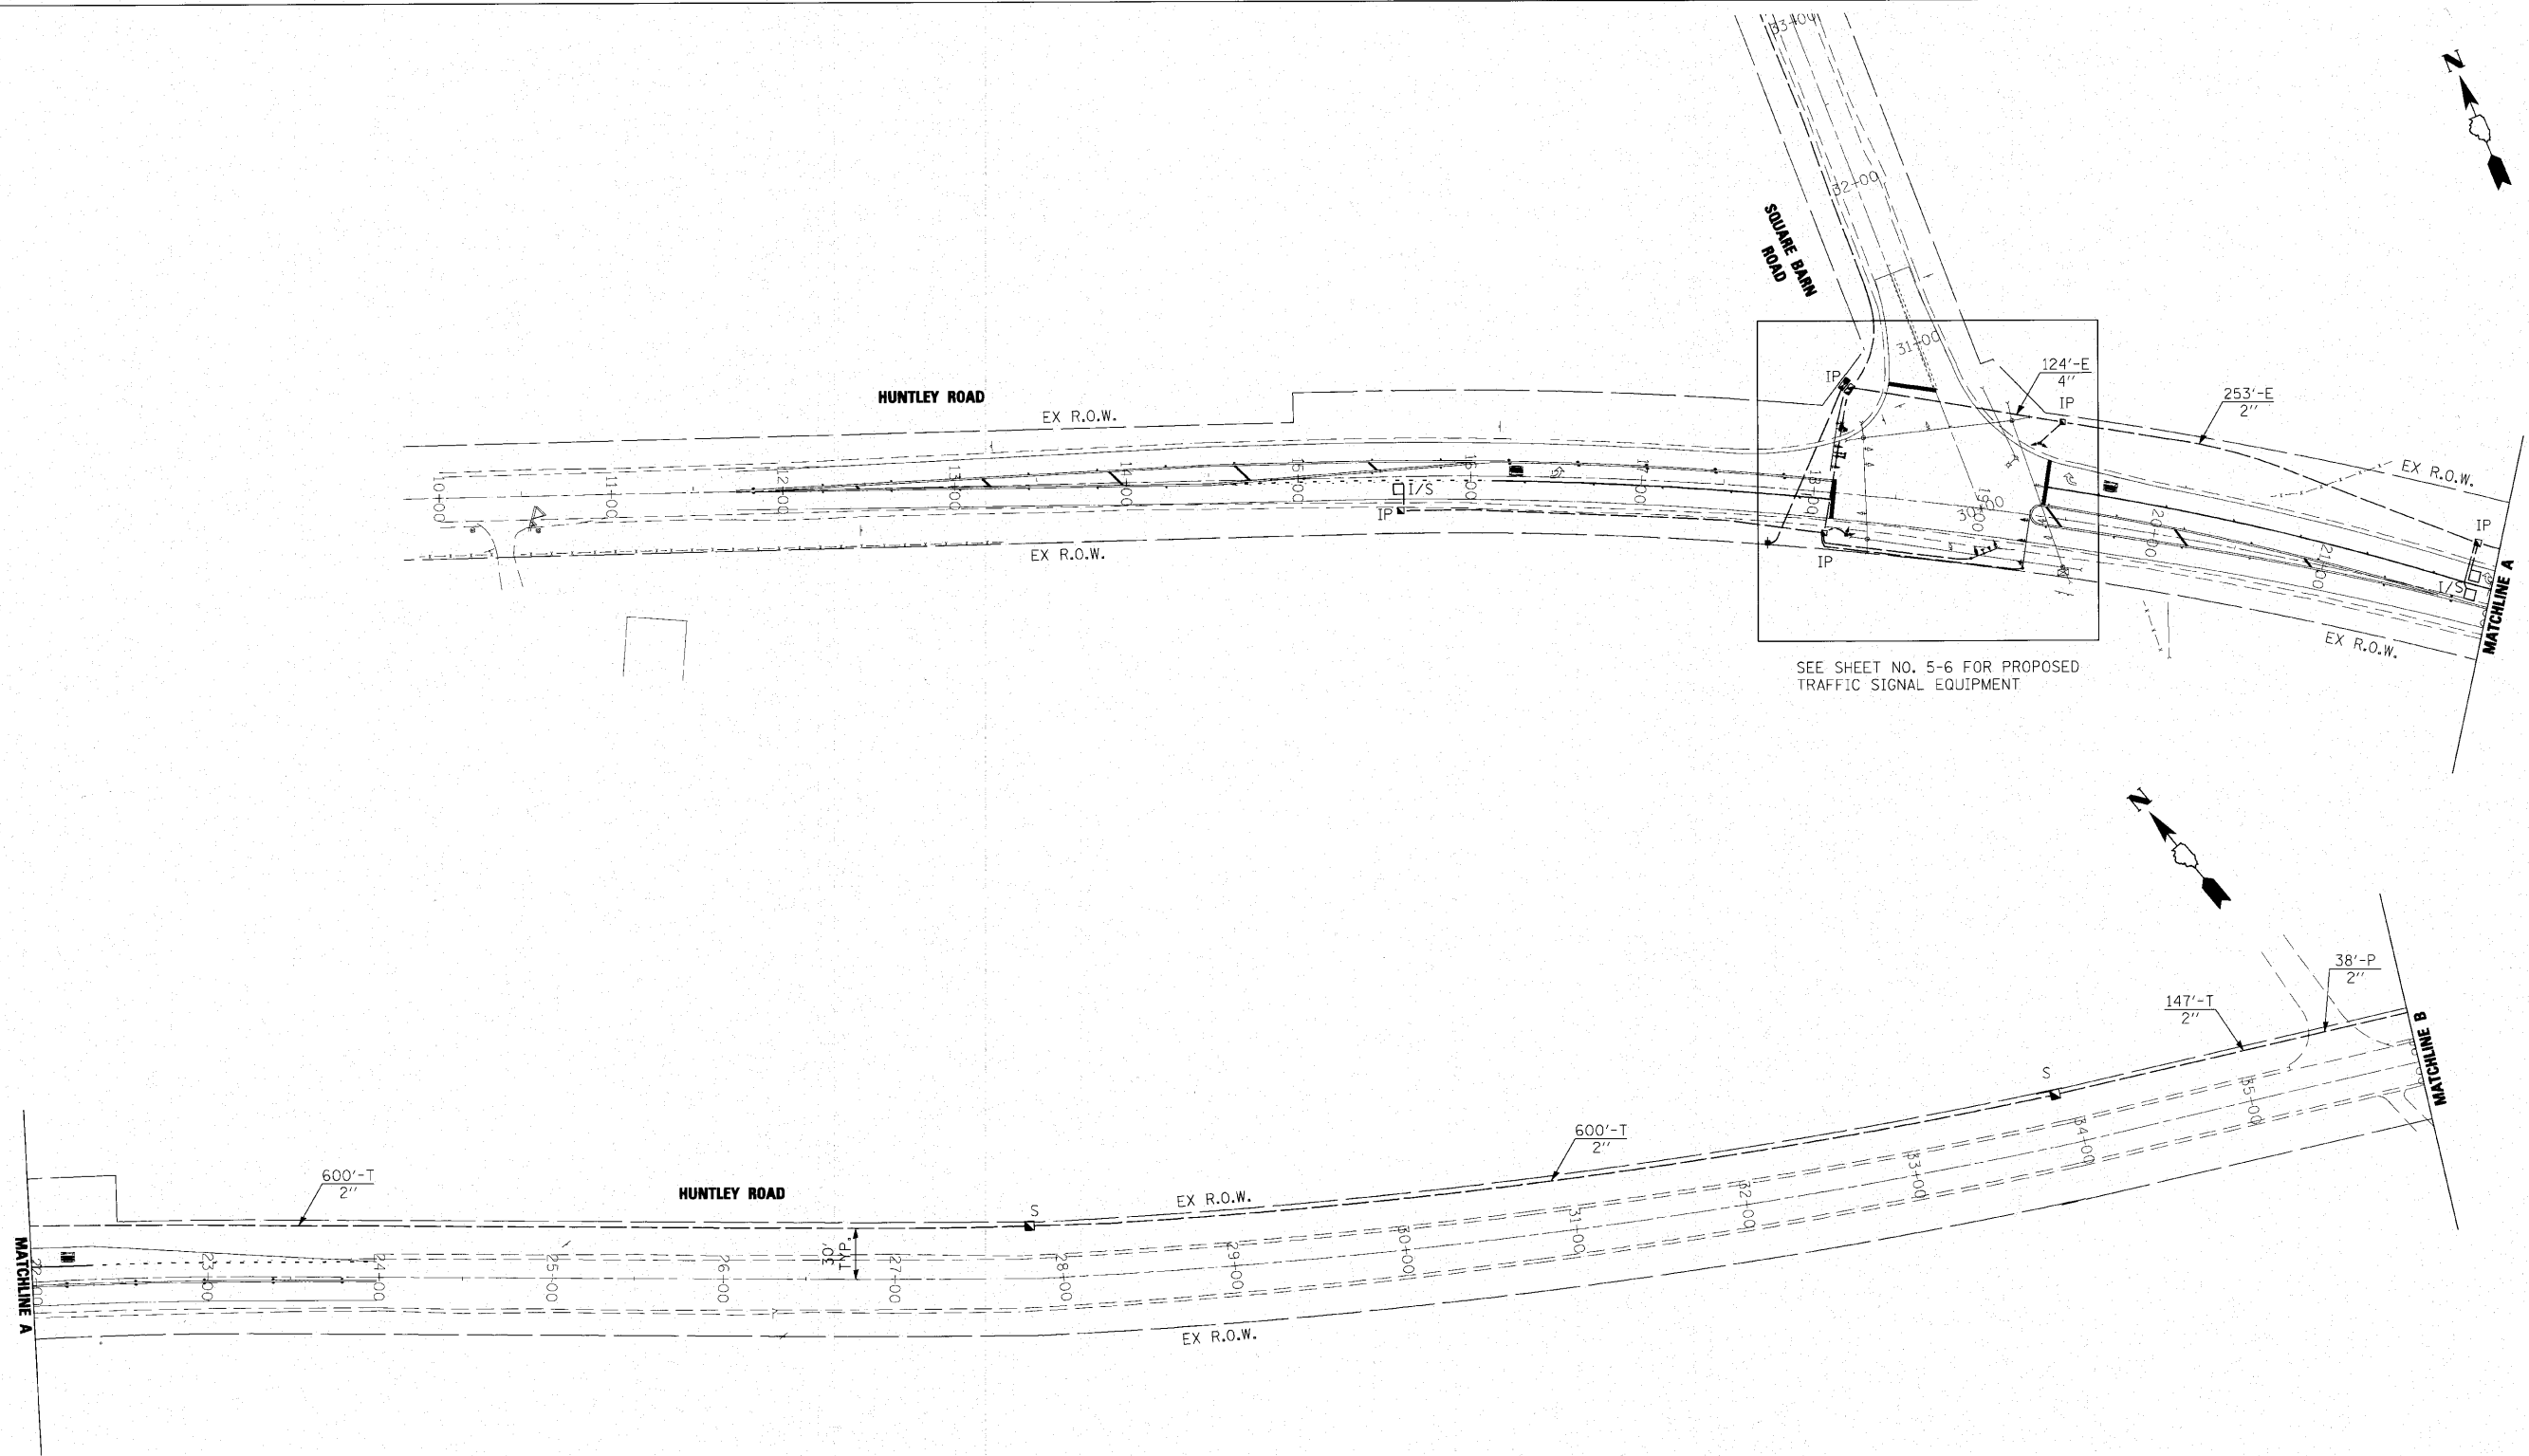 33+00
N
32+00
SQUARE BARN
ROAD
31+00
124'-E
4''
IP
IP
253'-E
2''
HUNTLEY ROAD
EX R.O.W.
EX R.O.W.
10+00
11+00
12+00
13+00
14+00
15+00
16+00
17+00
18+00
19+00
30+00
20+00
21+00
I/S
IP
IP
IP
I/S
EX R.O.W.
EX R.O.W.
MATCHLINE A
SEE SHEET NO. 5-6 FOR PROPOSED
TRAFFIC SIGNAL EQUIPMENT
N
38'-P
2''
147'-T
2''
MATCHLINE B
S
600'-T
2''
600'-T
2''
HUNTLEY ROAD
EX R.O.W.
S
30'
TYP.
MATCHLINE A
22+00
23+00
24+00
25+00
26+00
27+00
28+00
29+00
30+00
31+00
32+00
33+00
34+00
35+00
EX R.O.W.